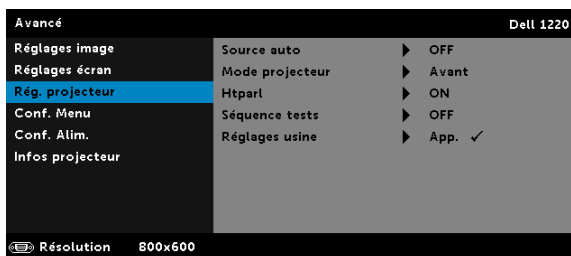 Avancé Dell 1220
Réglages image Source auto OFF
Réglages écran Mode projecteur Avant
Rég. projecteur Htparl ON
Conf. Menu Séquence tests OFF
Conf. Alim. Réglages usine App. ✓
Infos projecteur
Résolution 800x600